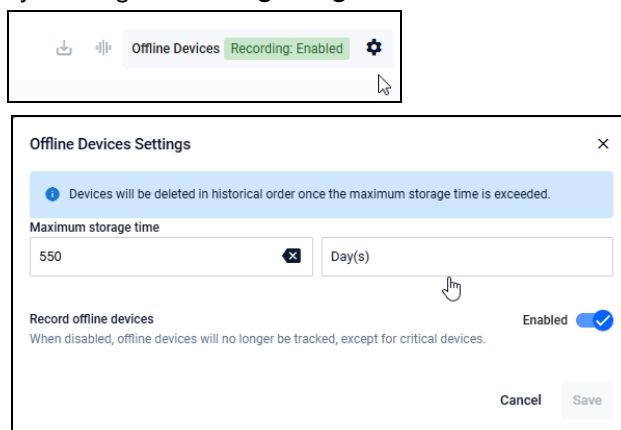 Offline Devices Recording: Enabled
Offline Devices Settings
Devices will be deleted in historical order once the maximum storage time is exceeded.
Maximum storage time
550 Day(s)
Record offline devices Enabled
When disabled, offline devices will no longer be tracked, except for critical devices.
Cancel Save